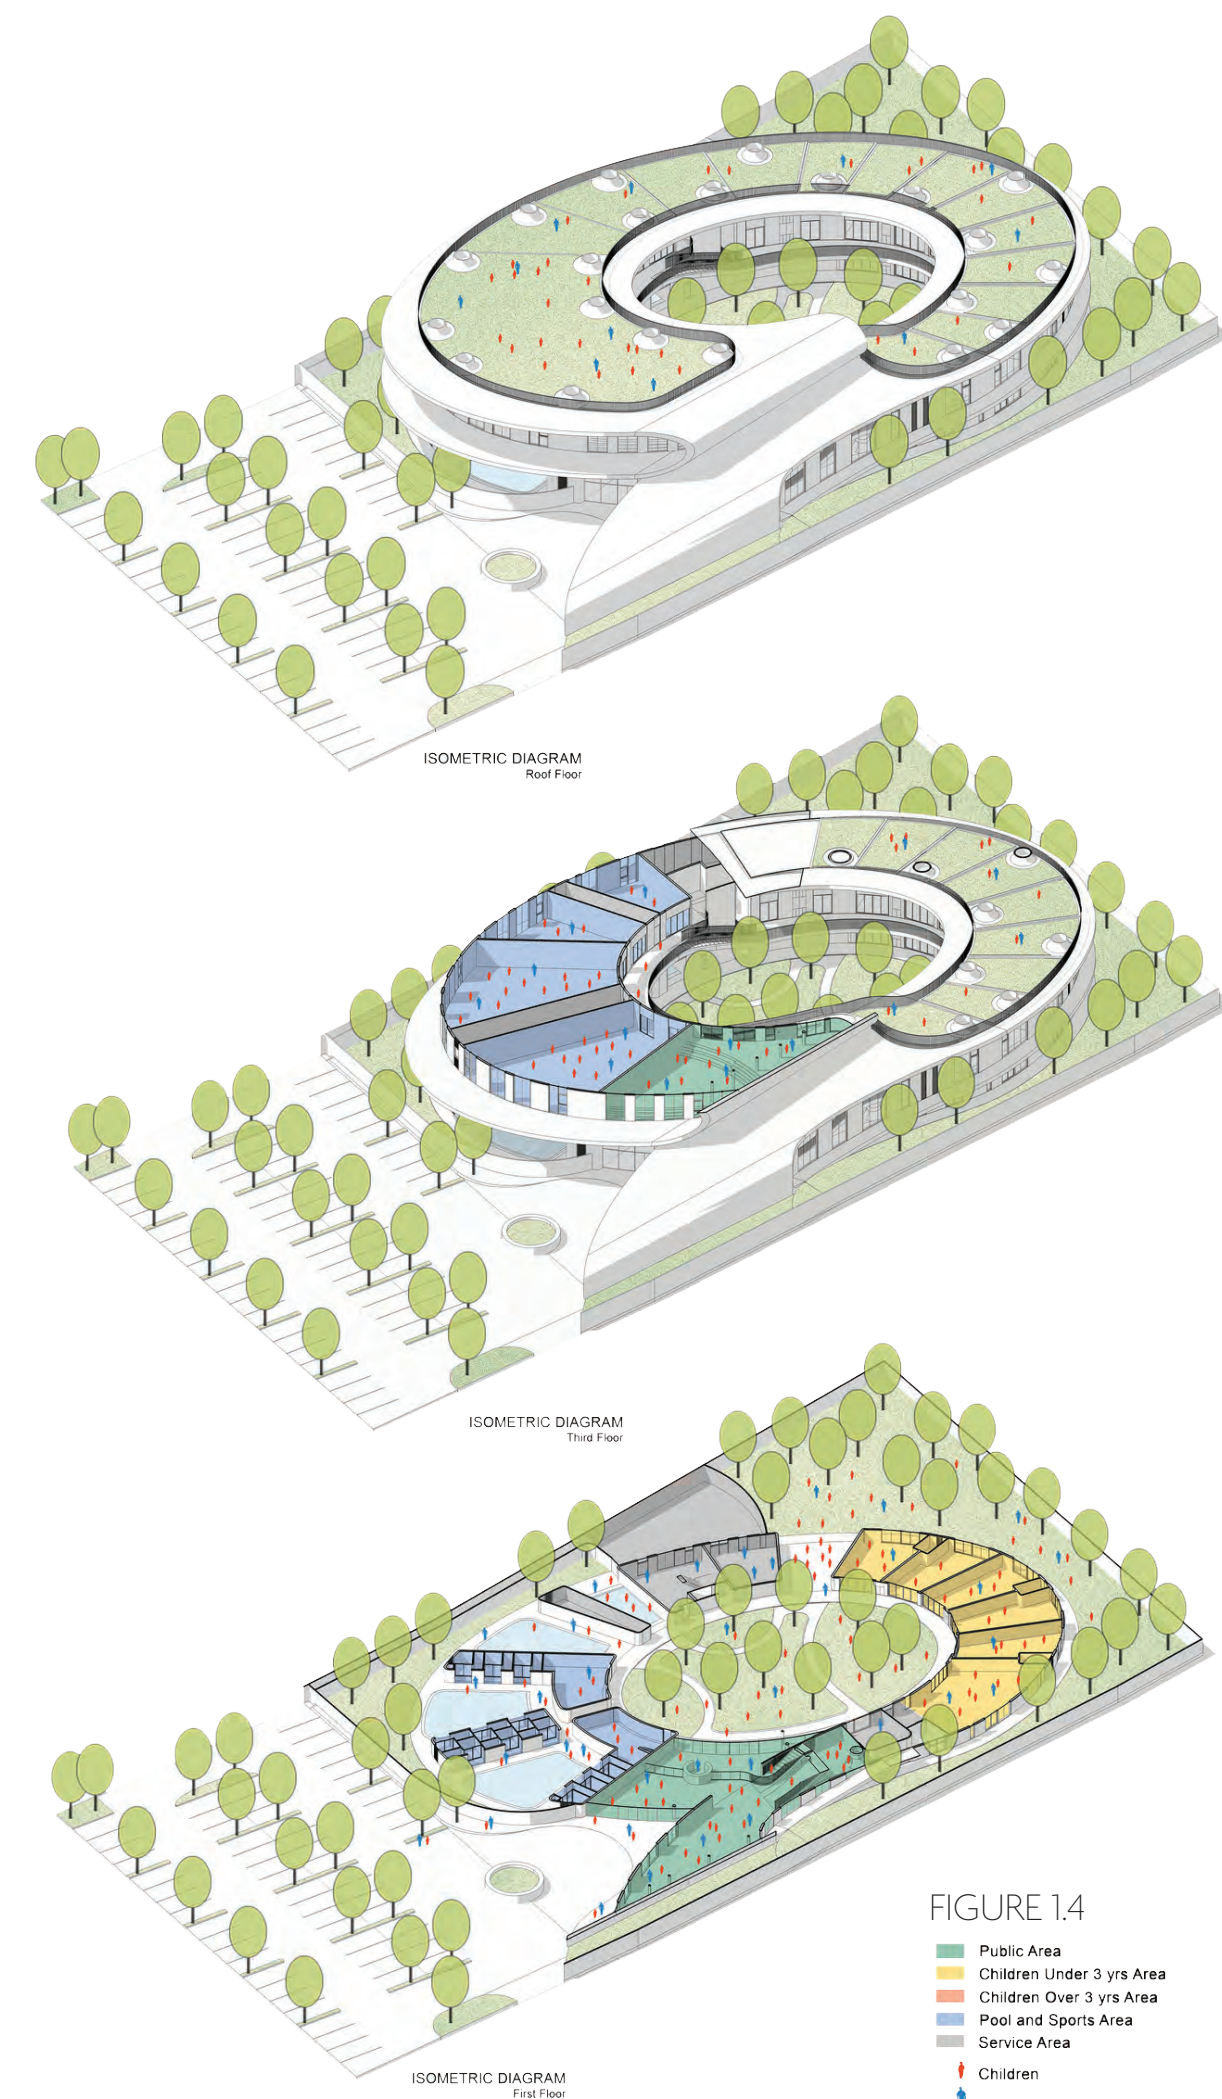 ISOMETRIC DIAGRAM
Roof Floor
ISOMETRIC DIAGRAM
Third Floor
FIGURE 1.4
Public Area
Children Under 3 yrs Area
Children Over 3 yrs Area
Pool and Sports Area
Service Area
Children
ISOMETRIC DIAGRAM
First Floor